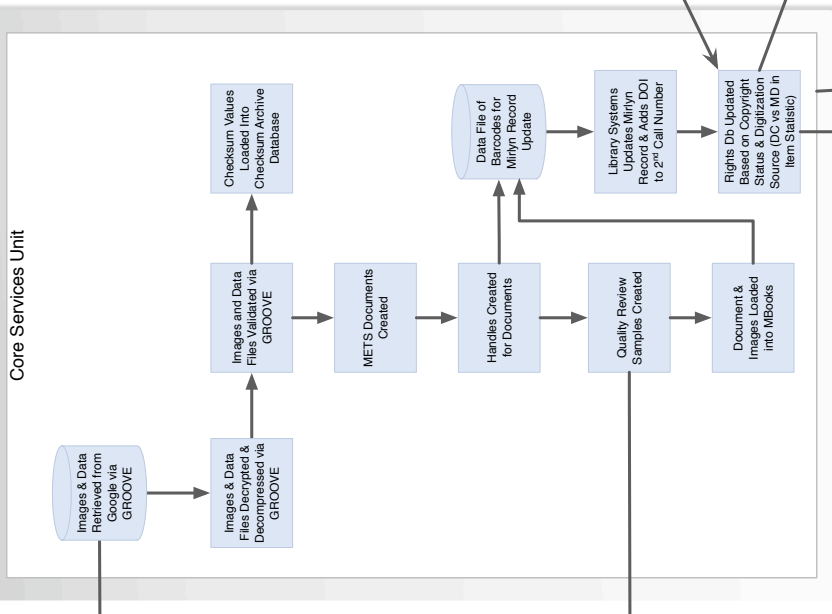 Core Services Unit
Images & Data
Retrieved from
Google via
GROOVE
Images & Data
Files Decrypted &
Decompressed via
GROOVE
Images and Data
Files Validated via
GROOVE
Checksum Values
Loaded Into
Checksum Archive
Database
METS Documents
Created
Handles Created
for Documents
Data File of
Barcodes for
Mirlyn Record
Update
Quality Review
Samples Created
Library Systems
Updates Mirlyn
Record & Adds DOI
to 2nd Call Number
Document &
Images Loaded
into MBooks
Rights Db Updated
Based on Copyright
Status & Digitization
Source (DC vs MD in
Item Statistic)